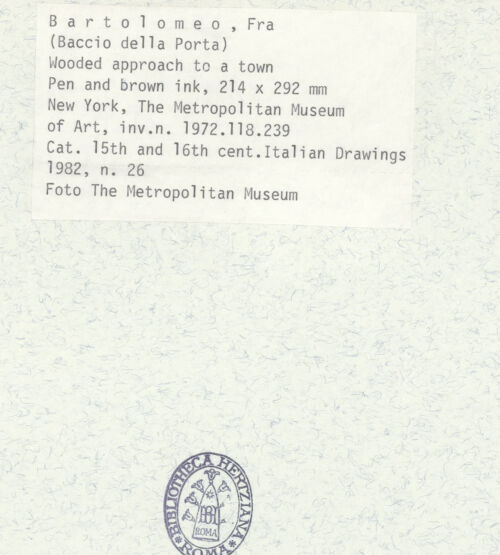 B a r t o l o m e o , Fra
(Baccio della Porta)
Wooded approach to a town
Pen and brown ink, 214 x 292 mm
New York, The Metropolitan Museum
of Art, inv.n. 1972.118.239
Cat. 15th and 16th cent.Italian Drawings
1982, n. 26
Foto The Metropolitan Museum
BIBLIOTHECA HERTZIANA
ROMA
ROMA